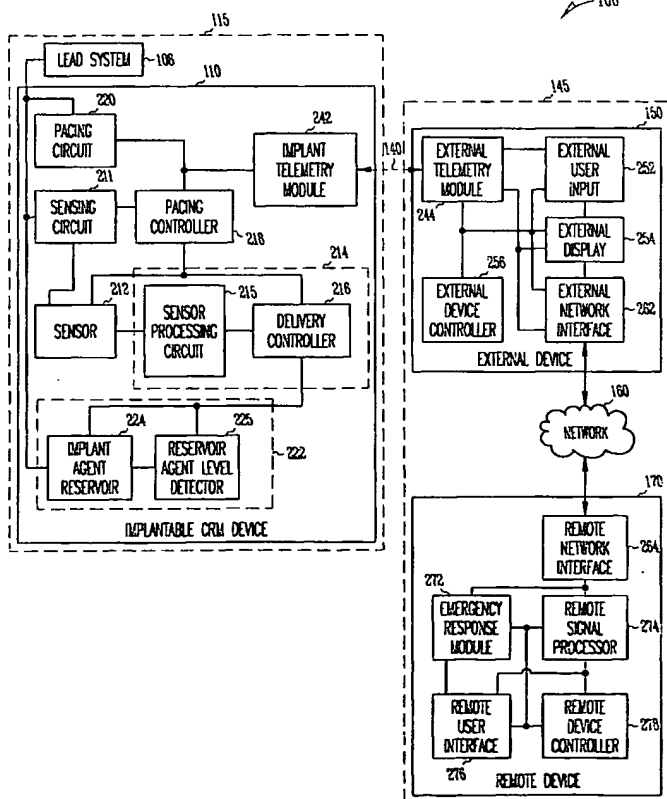 100
115
LEAD SYSTEM
108
110
220
PACING
CIRCUIT
242
IMPLANT
TELEMETRY
MODULE
211
SENSING
CIRCUIT
PACING
CONTROLLER
218
214
212
SENSOR
215
SENSOR
PROCESSING
CIRCUIT
216
DELIVERY
CONTROLLER
224
IMPLANT
AGENT
RESERVOIR
225
RESERVOIR
AGENT LEVEL
DETECTOR
222
IMPLANTABLE CRM DEVICE
140
145
150
EXTERNAL
TELEMETRY
MODULE
244
EXTERNAL
USER
INPUT
252
EXTERNAL
DISPLAY
254
256
EXTERNAL
DEVICE
CONTROLLER
EXTERNAL
NETWORK
INTERFACE
262
EXTERNAL DEVICE
160
NETWORK
170
REMOTE
NETWORK
INTERFACE
264
272
EMERGENCY
RESPONSE
MODULE
REMOTE
SIGNAL
PROCESSOR
274
REMOTE
USER
INTERFACE
276
REMOTE
DEVICE
CONTROLLER
278
REMOTE DEVICE